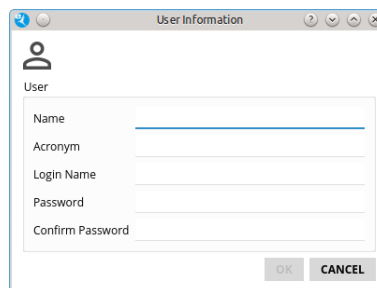 User Information
User
Name
Acronym
Login Name
Password
Confirm Password
OK CANCEL